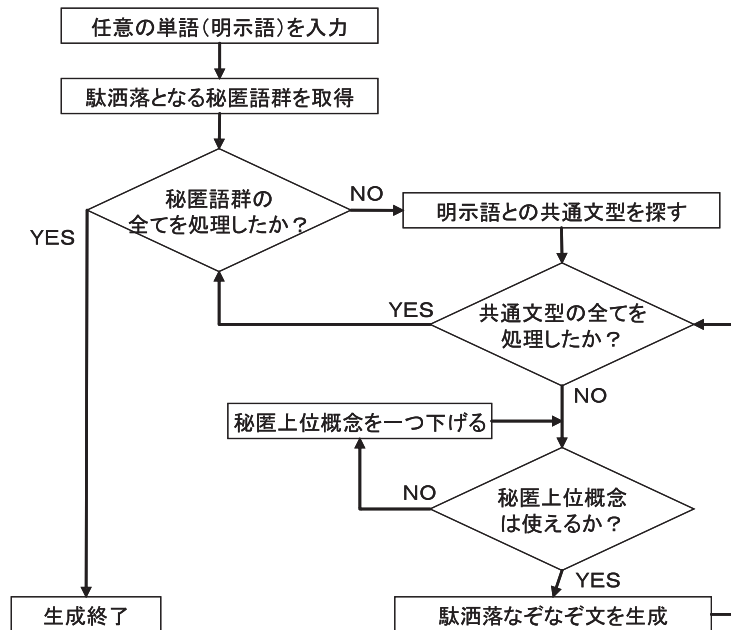 任意の単語(明示語)を入力
駄洒落となる秘匿語群を取得
秘匿語群の
全てを処理したか？
NO
YES
明示語との共通文型を探す
共通文型の全てを
処理したか？
YES
NO
秘匿上位概念を一つ下げる
秘匿上位概念
は使えるか？
NO
YES
生成終了
駄洒落なぞなぞ文を生成